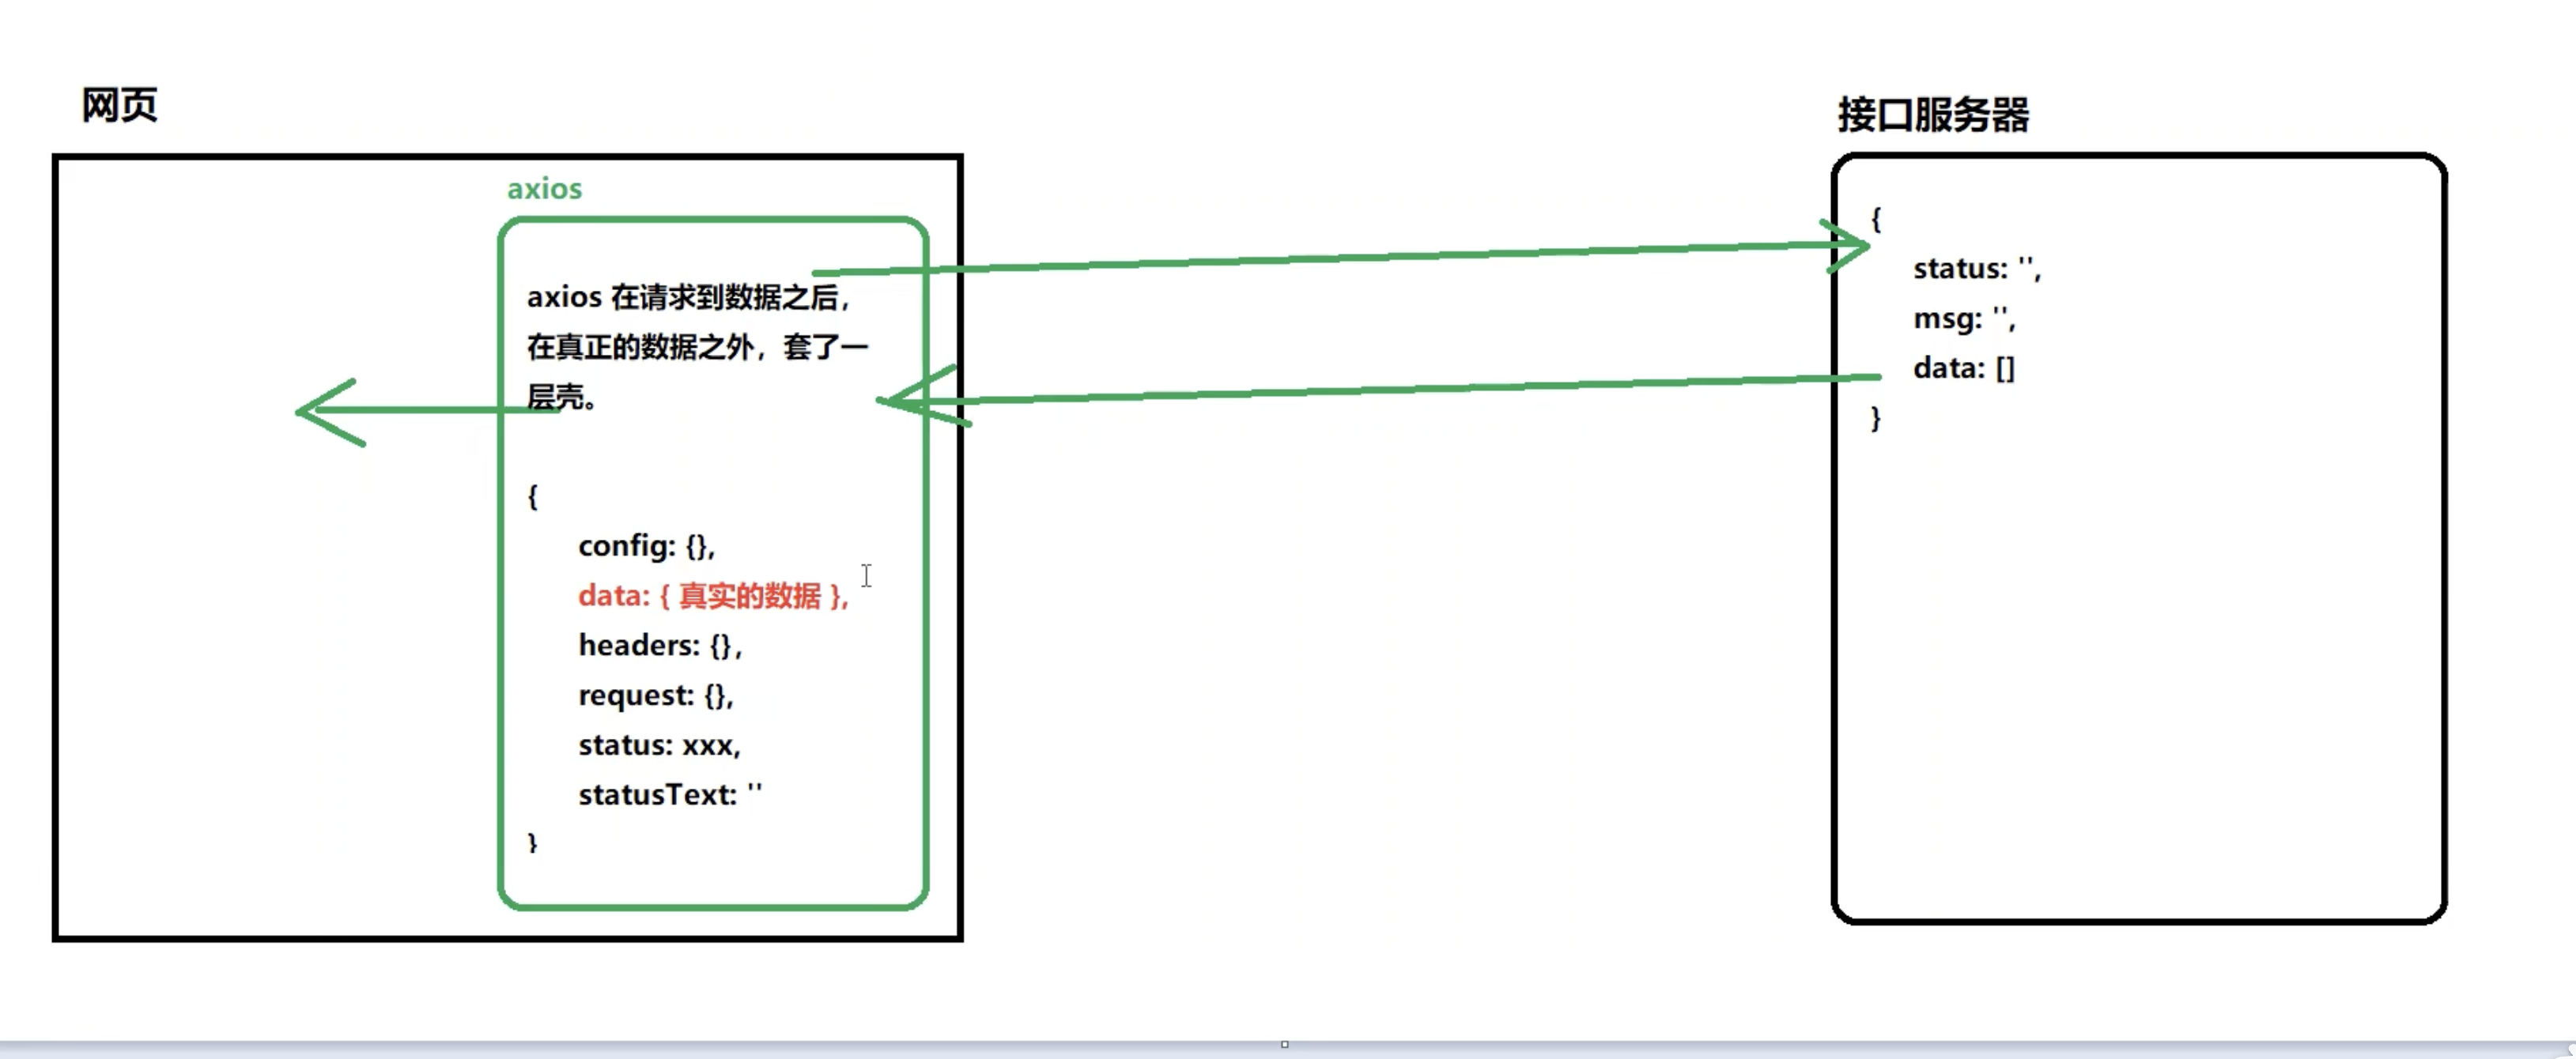 网页
axios
axios 在请求到数据之后，
在真正的数据之外，套了一
层壳。
{
config: {},
data: { 真实的数据 },
headers: {},
request: {},
status: xxx,
statusText: ''
}
接口服务器
{
status: '',
msg: '',
data: []
}